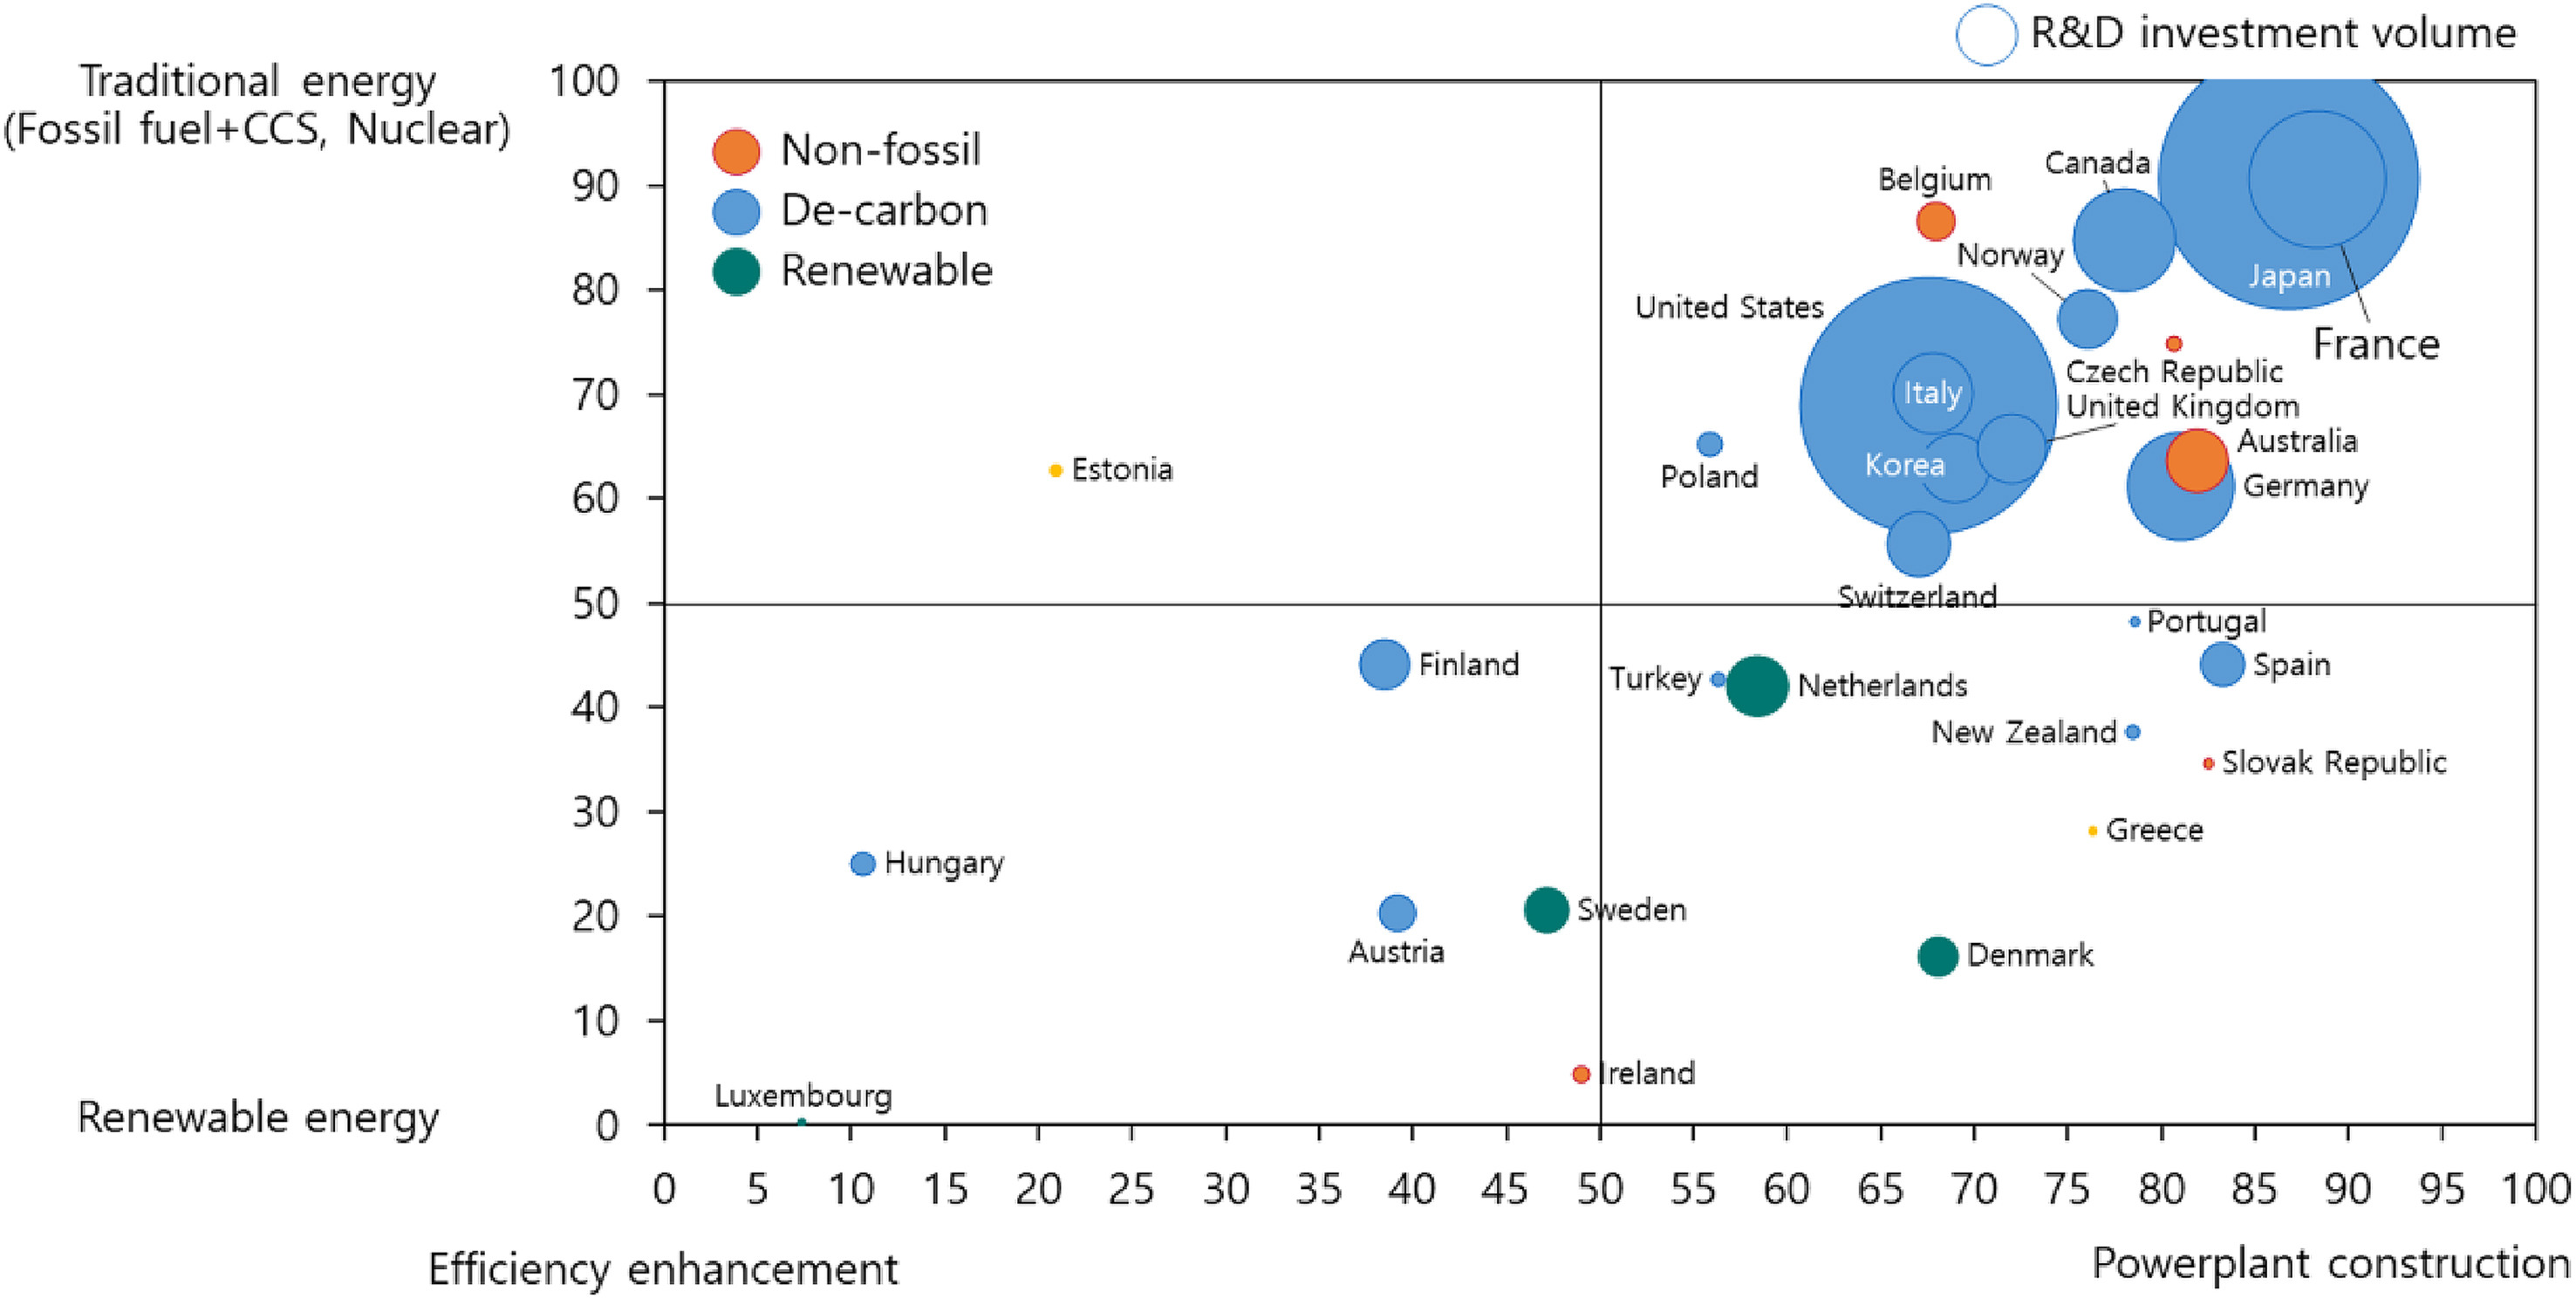 R&D investment volume
Traditional energy
(Fossil fuel+CCS, Nuclear)
100
90
80
70
60
50
40
30
20
10
0
Renewable energy
Non-fossil
De-carbon
Renewable
Belgium
Canada
Norway
Japan
United States
France
Czech Republic
Italy
United Kingdom
Australia
Korea
Poland
Estonia
Germany
Switzerland
Portugal
Finland
Spain
Turkey
Netherlands
New Zealand
Slovak Republic
Greece
Hungary
Sweden
Austria
Denmark
Ireland
Luxembourg
0 5 10 15 20 25 30 35 40 45 50 55 60 65 70 75 80 85 90 95 100
Efficiency enhancement
Powerplant construction